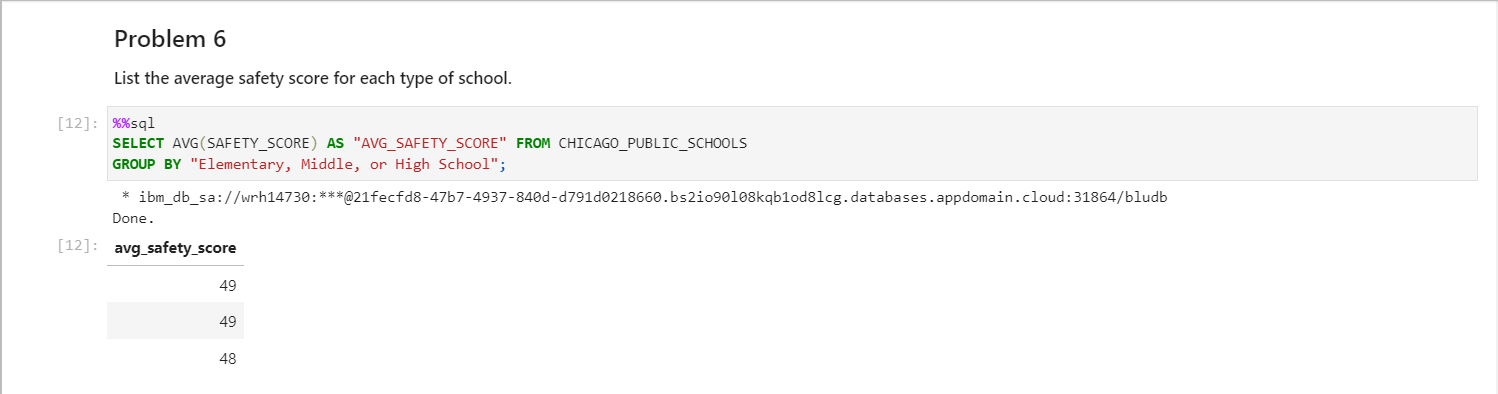 Problem 6
List the average safety score for each type of school.
[12]: %%sql
SELECT AVG(SAFETY_SCORE) AS "AVG_SAFETY_SCORE" FROM CHICAGO_PUBLIC_SCHOOLS
GROUP BY "Elementary, Middle, or High School";
* ibm_db_sa://wrh14730:***@21fecfd8-47b7-4937-840d-d791d0218660.bs2io90l08kqb1od8lcg.databases.appdomain.cloud:31864/bludb
Done.
[12]: avg_safety_score
49
49
48